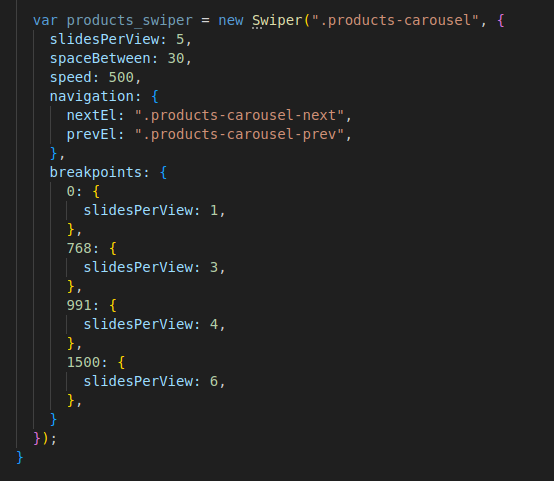 var products_swiper = new Swiper(".products-carousel", {
slidesPerView: 5,
spaceBetween: 30,
speed: 500,
navigation: {
nextEl: ".products-carousel-next",
prevEl: ".products-carousel-prev",
},
breakpoints: {
0: {
slidesPerView: 1,
},
768: {
slidesPerView: 3,
},
991: {
slidesPerView: 4,
},
1500: {
slidesPerView: 6,
},
}
});
}